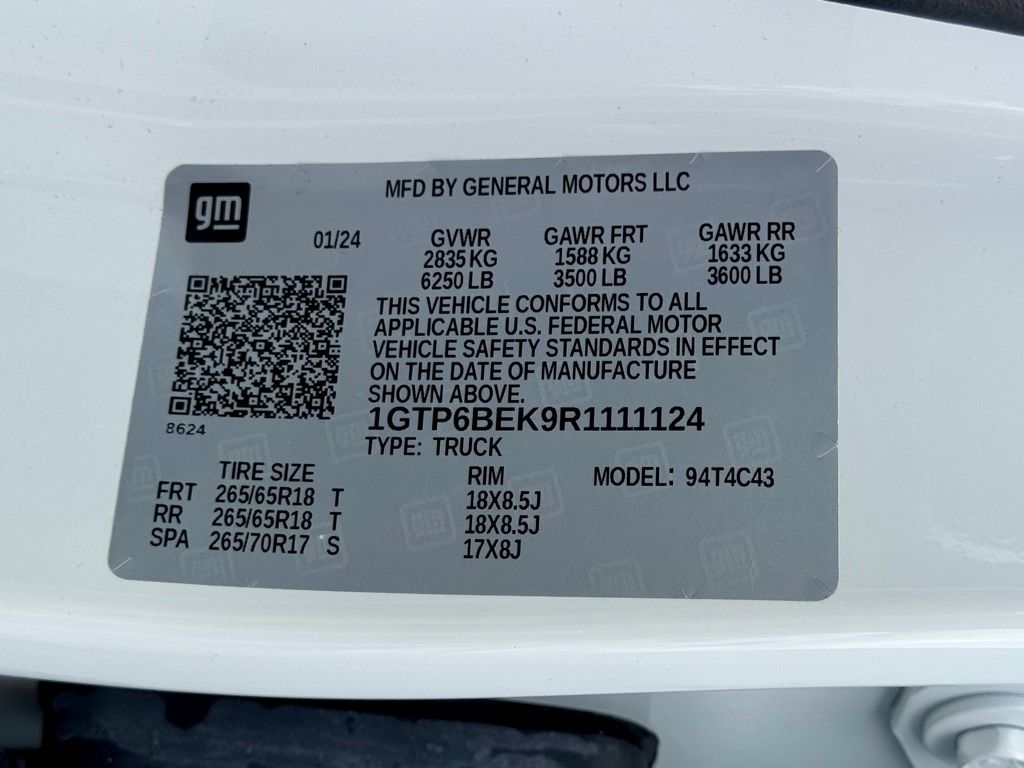 gm
MFD BY GENERAL MOTORS LLC
01/24 GVWR GAWR FRT GAWR RR
2835 KG 1588 KG 1633 KG
6250 LB 3500 LB 3600 LB
THIS VEHICLE CONFORMS TO ALL
APPLICABLE U.S. FEDERAL MOTOR
VEHICLE SAFETY STANDARDS IN EFFECT
ON THE DATE OF MANUFACTURE
SHOWN ABOVE.
8624
1GTP6BEK9R1111124
TYPE: TRUCK
TIRE SIZE RIM MODEL: 94T4C43
FRT 265/65R18 T 18X8.5J
RR 265/65R18 T 18X8.5J
SPA 265/70R17 S 17X8J